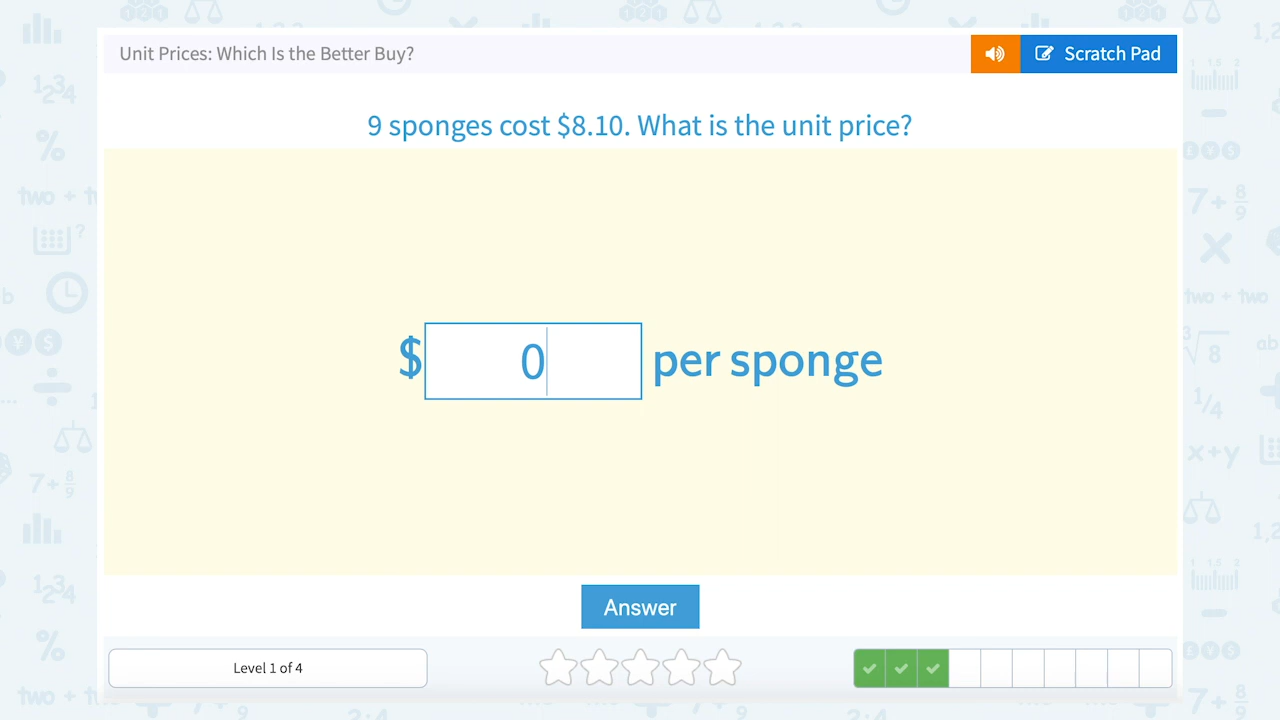 Unit Prices: Which Is the Better Buy?
Scratch Pad
9 sponges cost $8.10. What is the unit price?
$ 0 per sponge
Answer
Level 1 of 4